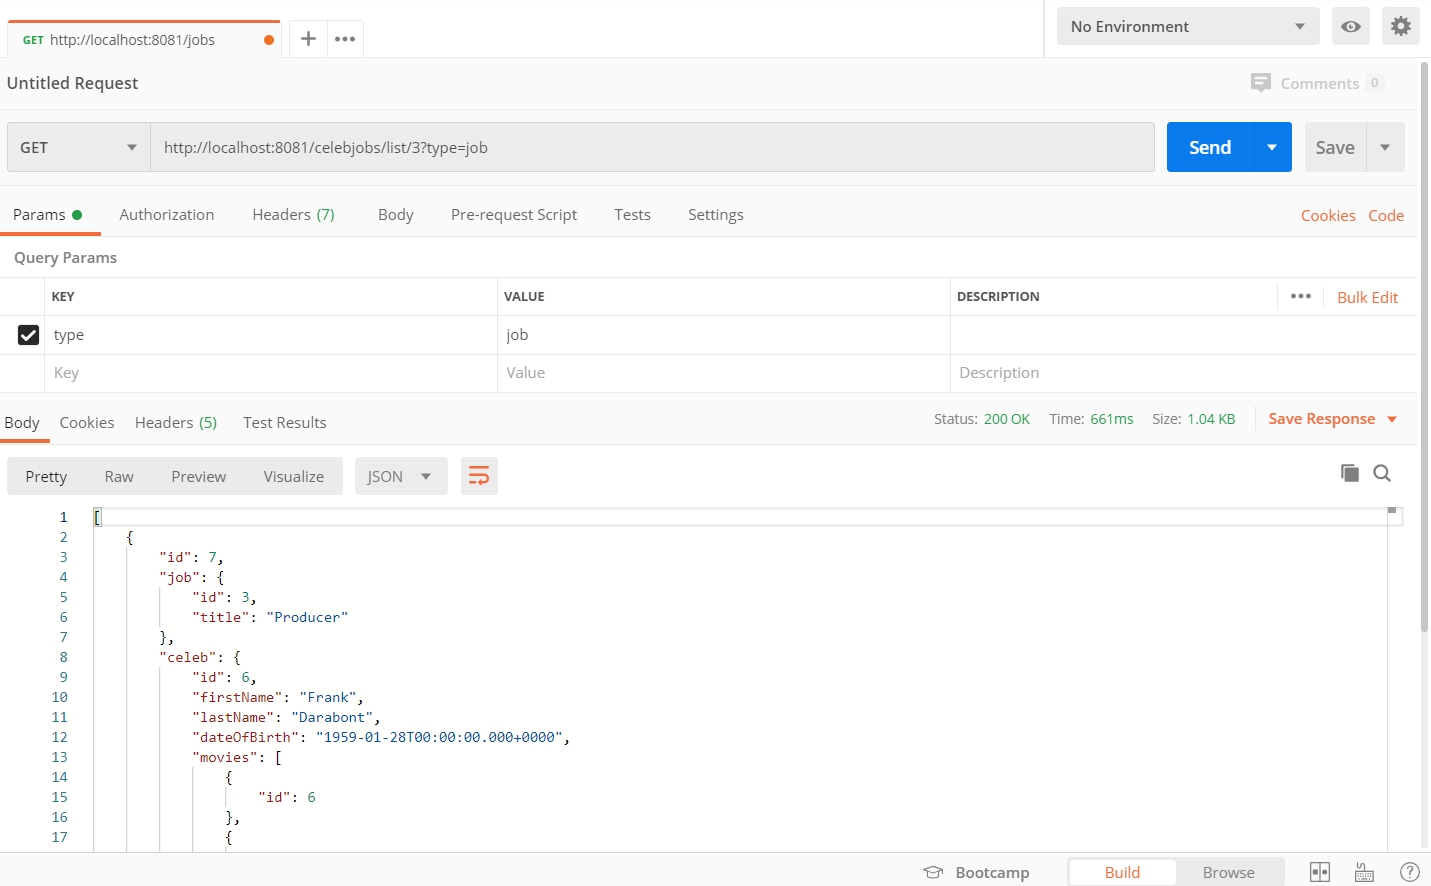 GET http://localhost:8081/jobs
No Environment
Untitled Request
Comments 0
GET
http://localhost:8081/celebjobs/list/3?type=job
Send
Save
Params Authorization Headers (7) Body Pre-request Script Tests Settings
Cookies Code
Query Params
KEY VALUE DESCRIPTION
Bulk Edit
type job
Key Value Description
Body Cookies Headers (5) Test Results
Status: 200 OK Time: 661ms Size: 1.04 KB Save Response
Pretty Raw Preview Visualize JSON
1 [
2 {
3 "id": 7,
4 "job": {
5 "id": 3,
6 "title": "Producer"
7 },
8 "celeb": {
9 "id": 6,
10 "firstName": "Frank",
11 "lastName": "Darabont",
12 "dateOfBirth": "1959-01-28T00:00:00.000+0000",
13 "movies": [
14 {
15 "id": 6
16 },
17 {
Bootcamp Build Browse